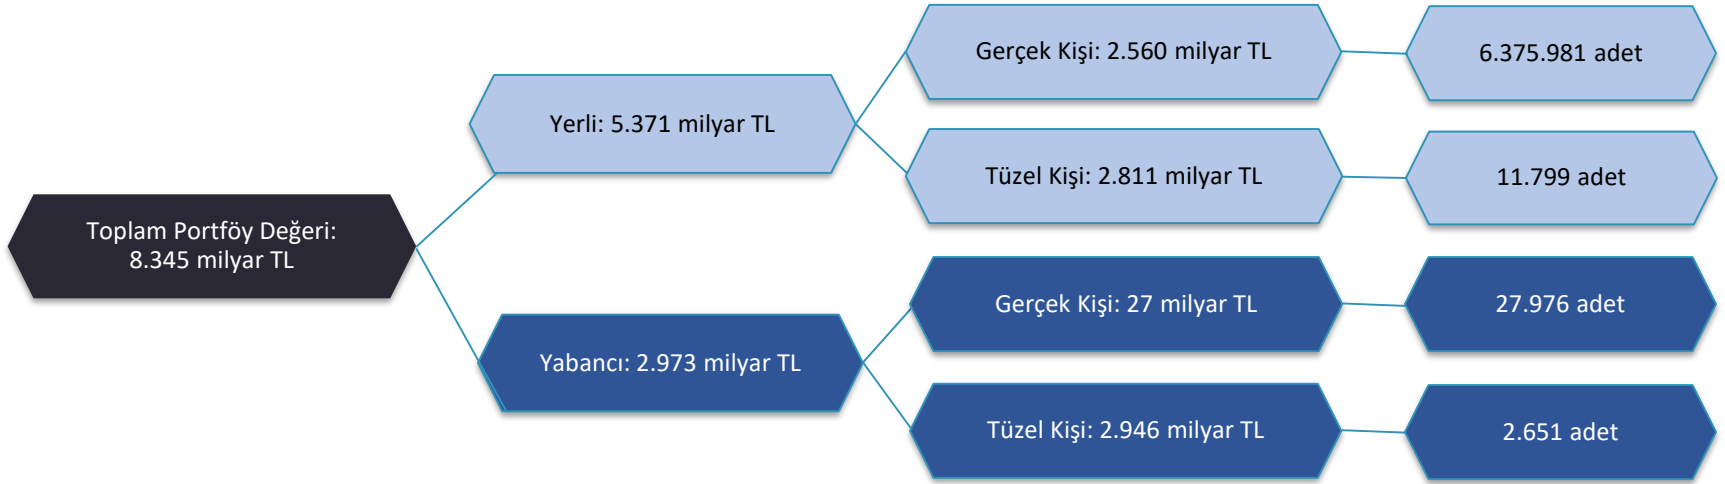 Toplam Portföy Değeri:
8.345 milyar TL
Yerli: 5.371 milyar TL
Gerçek Kişi: 2.560 milyar TL
6.375.981 adet
Tüzel Kişi: 2.811 milyar TL
11.799 adet
Yabancı: 2.973 milyar TL
Gerçek Kişi: 27 milyar TL
27.976 adet
Tüzel Kişi: 2.946 milyar TL
2.651 adet